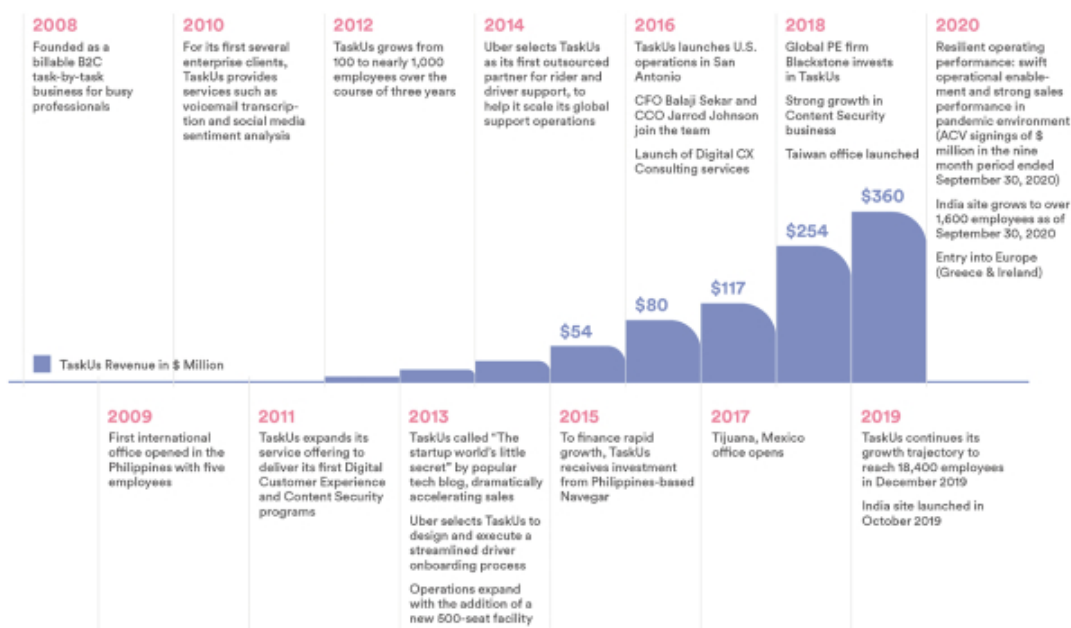 2008
Founded as a
billable B2C
task-by-task
business for busy
professionals
2010
For its first several
enterprise clients,
TaskUs provides
services such as
voicemail transcrip-
tion and social media
sentiment analysis
2012
TaskUs grows from
100 to nearly 1,000
employees over the
course of three years
2014
Uber selects TaskUs
as its first outsourced
partner for rider and
driver support, to
help it scale its global
support operations
2016
TaskUs launches U.S.
operations in San
Antonio
CFO Balaji Sekar and
CCO Jarrod Johnson
join the team
Launch of Digital CX
Consulting services
2018
Global PE firm
Blackstone invests
in TaskUs
Strong growth in
Content Security
business
Taiwan office launched
2020
Resilient operating
performance: swift
operational enable-
ment and strong sales
performance in
pandemic environment
(ACV signings of $
million in the nine
month period ended
September 30, 2020)
India site grows to over
1,600 employees as of
September 30, 2020
Entry into Europe
(Greece & Ireland)
$54
$80
$117
$254
$360
TaskUs Revenue in $ Million
2009
First international
office opened in the
Philippines with five
employees
2011
TaskUs expands its
service offering to
deliver its first Digital
Customer Experience
and Content Security
programs
2013
TaskUs called "The
startup world's little
secret" by popular
tech blog, dramatically
accelerating sales
Uber selects TaskUs to
design and execute a
streamlined driver
onboarding process
Operations expand
with the addition of a
new 500-seat facility
2015
To finance rapid
growth, TaskUs
receives investment
from Philippines-based
Navegar
2017
Tijuana, Mexico
office opens
2019
TaskUs continues its
growth trajectory to
reach 18,400 employees
in December 2019
India site launched in
October 2019